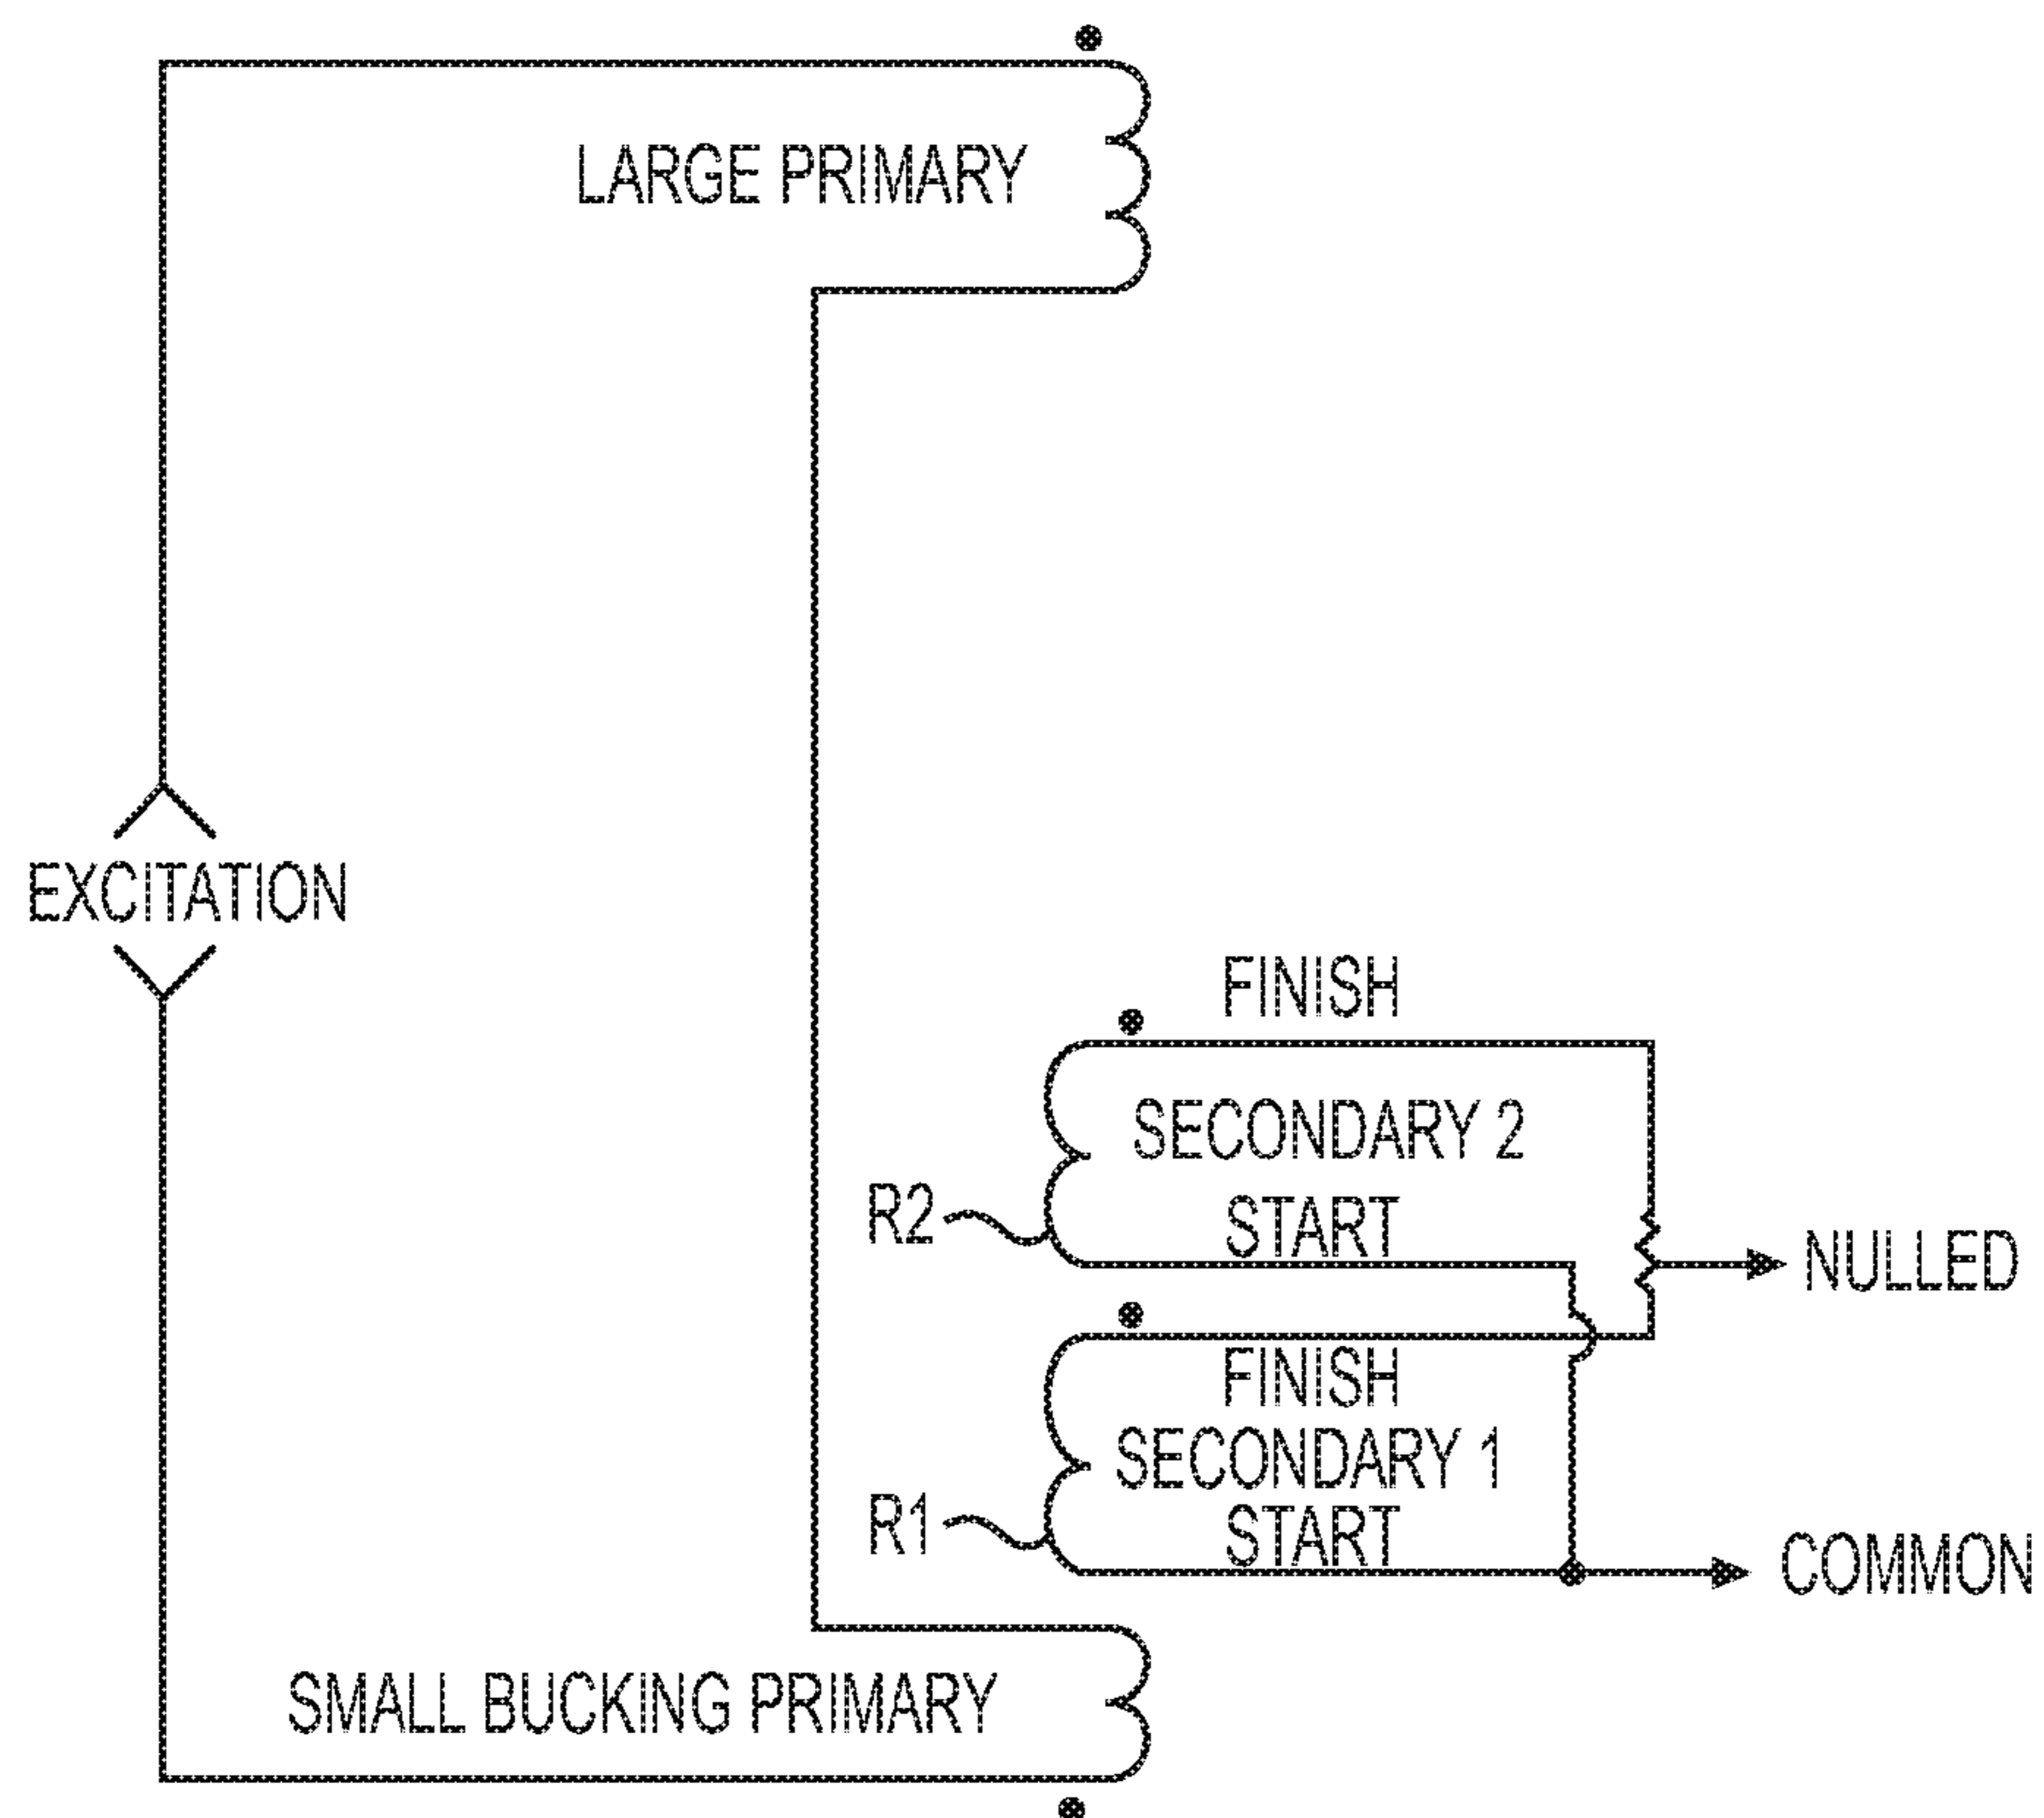 LARGE PRIMARY
EXCITATION
FINISH
SECONDARY 2
R2
START
NULLED
FINISH
SECONDARY 1
R1
START
COMMON
SMALL BUCKING PRIMARY